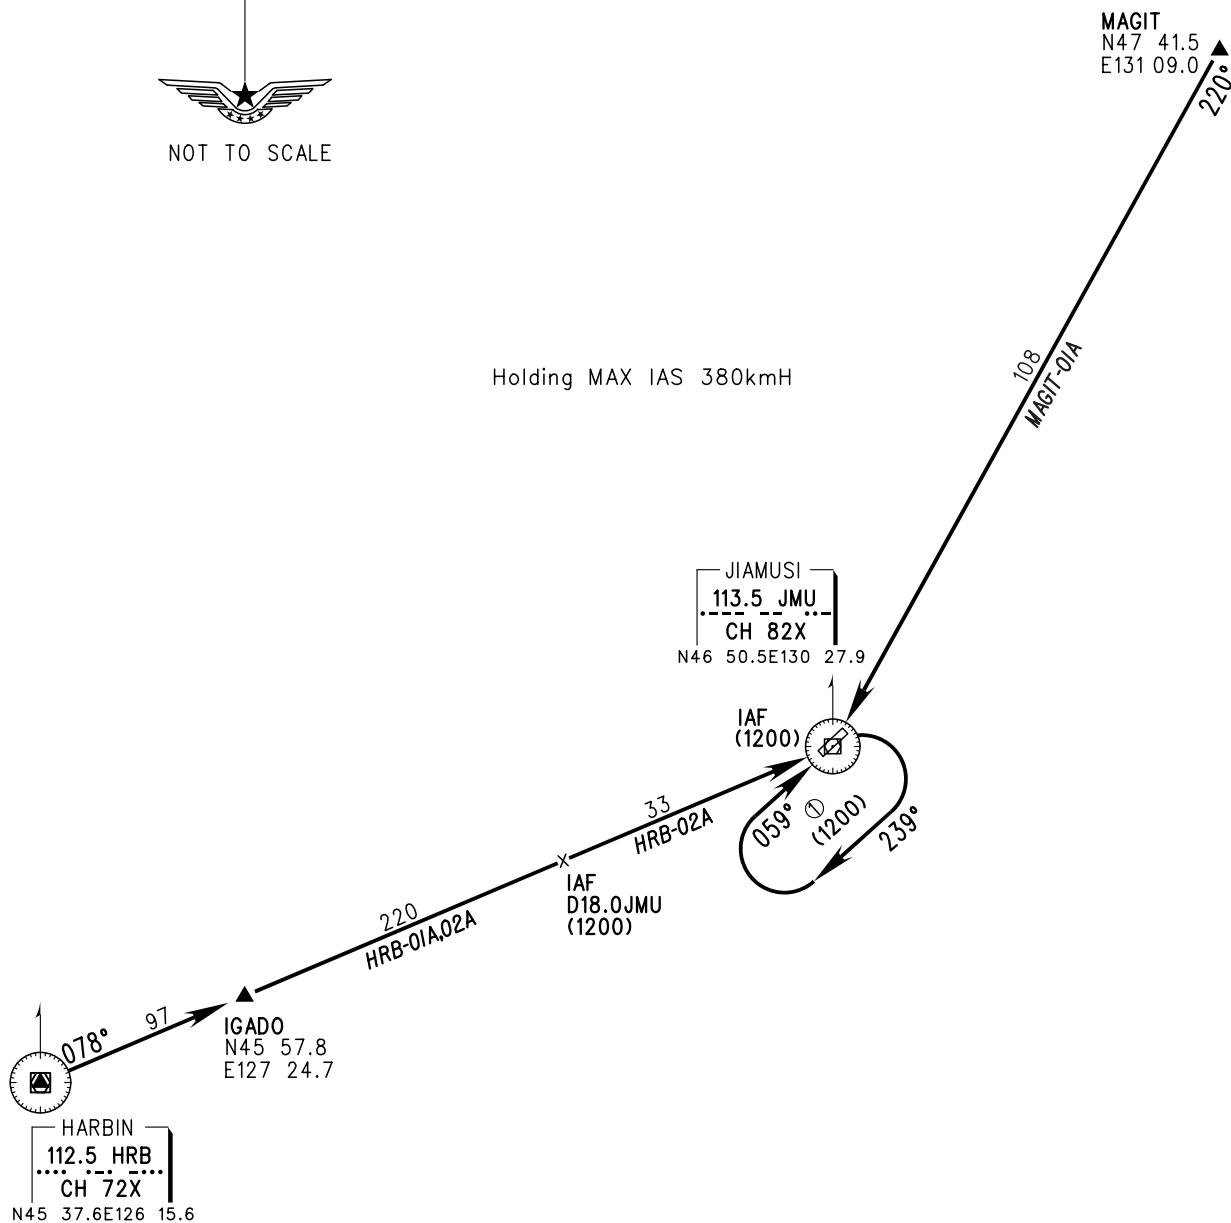 MAGIT
N47 41.5
E131 09.0
220°
NOT TO SCALE
Holding MAX IAS 380kmH
108
MAGIT-01A
JIAMUSI
113.5 JMU
CH 82X
N46 50.5E130 27.9
IAF
(1200)
33
HRB-02A
059°
1
(1200)
239°
IAF
D18.0JMU
(1200)
220
HRB-01A,02A
97
078°
IGADO
N45 57.8
E127 24.7
HARBIN
112.5 HRB
CH 72X
N45 37.6E126 15.6